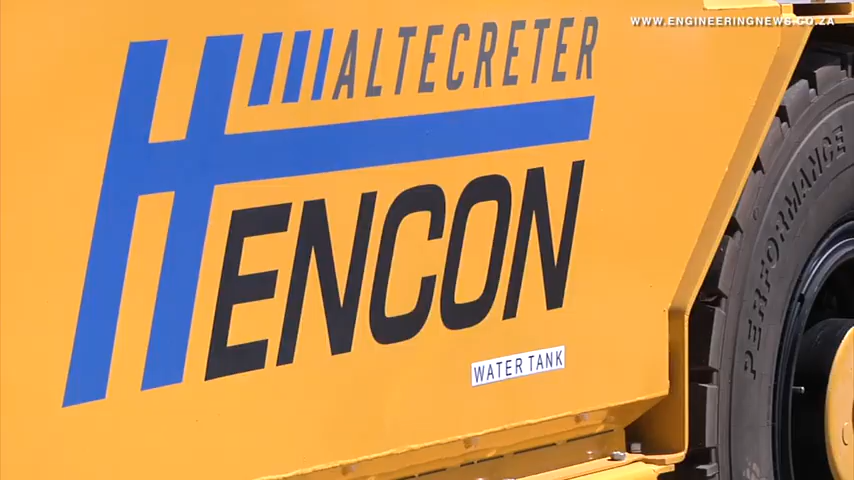 WWW.ENGINEERINGNEWS.CO.ZA
ALTECRETER
HENCON
WATER TANK
PERFORMANCE